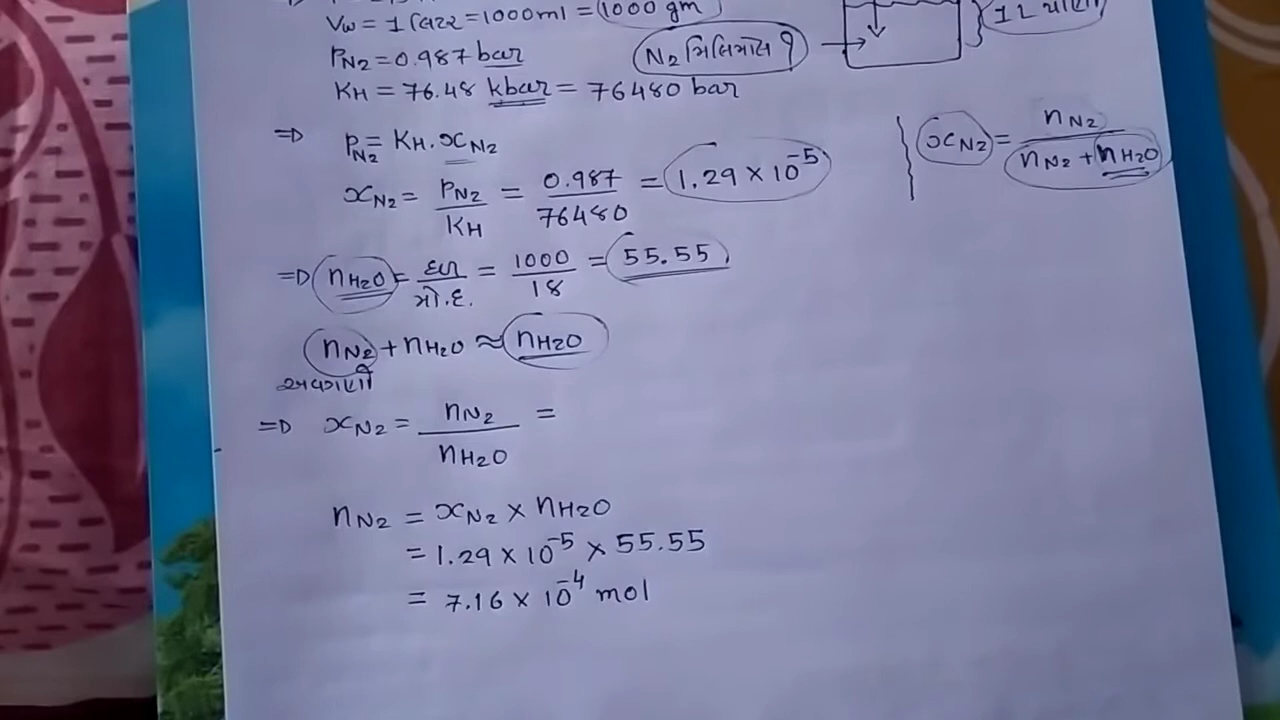 Vw = 1 લિટર = 1000ml = 1000 gm
1L પાણી
PN2 = 0.987 bar
N2 મિલિમોલ ?
KH = 76.48 kbar = 76480 bar
⇒ PN2 = KH . xN2
xN2 = nN2 / nN2 + nH2O
xN2 = PN2 / KH = 0.987 / 76480 = 1.29 × 10^-5
⇒ nH2O = દળ / મો.દ. = 1000 / 18 = 55.55
nN2 + nH2O ≈ nH2O
અવગણી
⇒ xN2 = nN2 / nH2O =
nN2 = xN2 × nH2O
= 1.29 × 10^-5 × 55.55
= 7.16 × 10^-4 mol